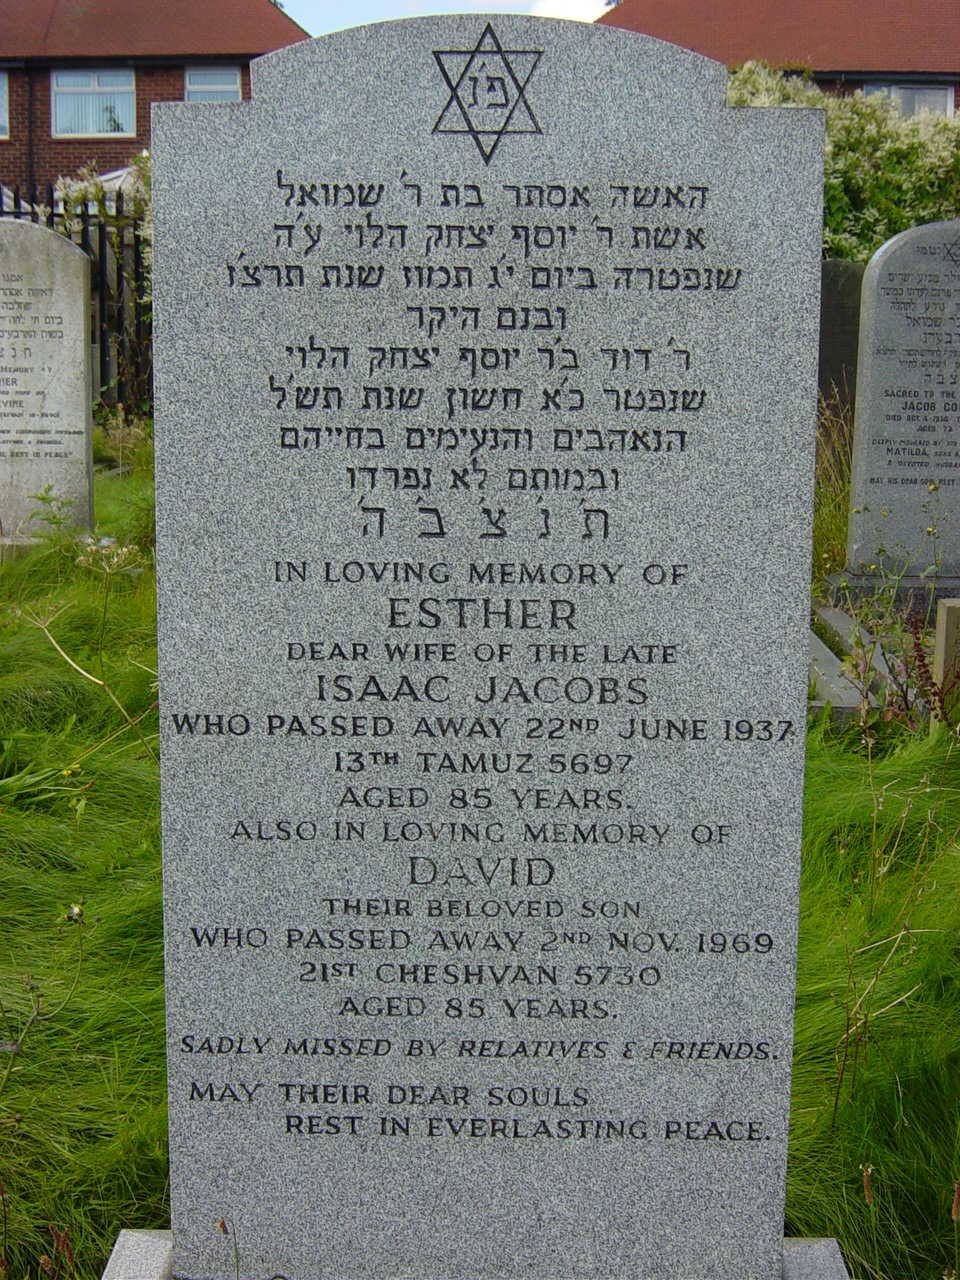 פ״נ
האשה אסתר בת ר׳ שמואל
אשת ר׳ יוסף יצחק הלוי ע״ה
שנפטרה ביום י״ג תמוז שנת תרצ״ז
ובנם היקר
ר׳ דוד ב״ר יוסף יצחק הלוי
שנפטר כ״א חשון שנת תש״ל
הנאהבים והנעימים בחייהם
ובמותם לא נפרדו
ת׳נ׳צ׳ב׳ה׳
IN LOVING MEMORY OF
ESTHER
DEAR WIFE OF THE LATE
ISAAC JACOBS
WHO PASSED AWAY 22ND JUNE 1937
13TH TAMUZ 5697
AGED 85 YEARS.
ALSO IN LOVING MEMORY OF
DAVID
THEIR BELOVED SON
WHO PASSED AWAY 2ND NOV. 1969
21ST CHESHVAN 5730
AGED 85 YEARS.
SADLY MISSED BY RELATIVES & FRIENDS.
MAY THEIR DEAR SOULS
REST IN EVERLASTING PEACE.
SACRED TO
JACOB
MATILDA,